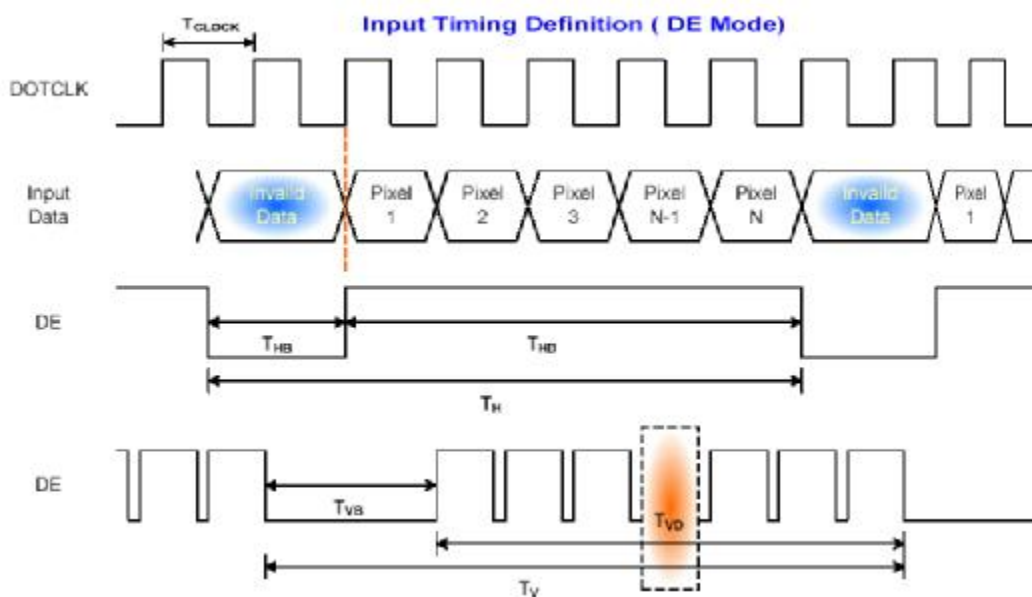 Input Timing Definition ( DE Mode)
TCLOCK
DOTCLK
Input
Data
Invalid
Data
Pixel
1
Pixel
2
Pixel
3
Pixel
N-1
Pixel
N
Invalid
Data
Pixel
1
DE
THB
THD
TH
DE
TVB
TVD
TV